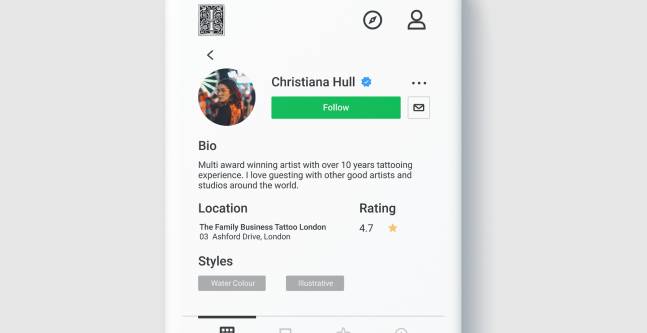 Christiana Hull
Follow
Bio
Multi award winning artist with over 10 years tattooing
experience. I love guesting with other good artists and
studios around the world.
Location
The Family Business Tattoo London
03 Ashford Drive, London
Rating
4.7
Styles
Water Colour
Illustrative